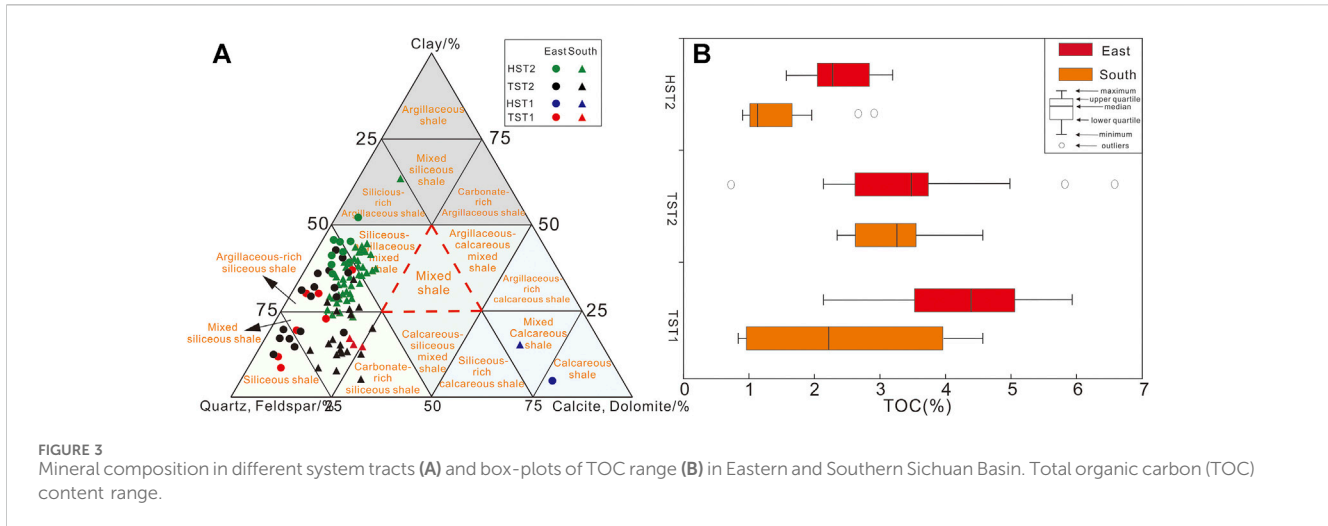 A
Clay/%
East South
HST2
TST2
HST1
TST1
Argillaceous
shale
25
75
Mixed
siliceous
shale
Silicious-
rich
Argillaceous shale
Carbonate-
rich
Argillaceous shale
50
50
Siliceous-
illaceous
mixed
shale
Argillaceous-
calcareous
mixed
shale
Argillaceous-rich
siliceous shale
Mixed
shale
Argillaceous-
rich
calcareous shale
75
25
Mixed
siliceous shale
Calcareous-
siliceous
mixed
shale
Mixed
Calcareous
shale
Siliceous shale
Carbonate-
rich
siliceous shale
Siliceous-
rich
calcareous shale
Calcareous
shale
Quartz, Feldspar/%
25
50
75
Calcite, Dolomite/%
B
East
South
maximum
upper quartile
median
lower quartile
minimum
outliers
HST2
TST2
TST1
0 1 2 3 4 5 6 7
TOC(%)
FIGURE 3
Mineral composition in different system tracts (A) and box-plots of TOC range (B) in Eastern and Southern Sichuan Basin. Total organic carbon (TOC)
content range.